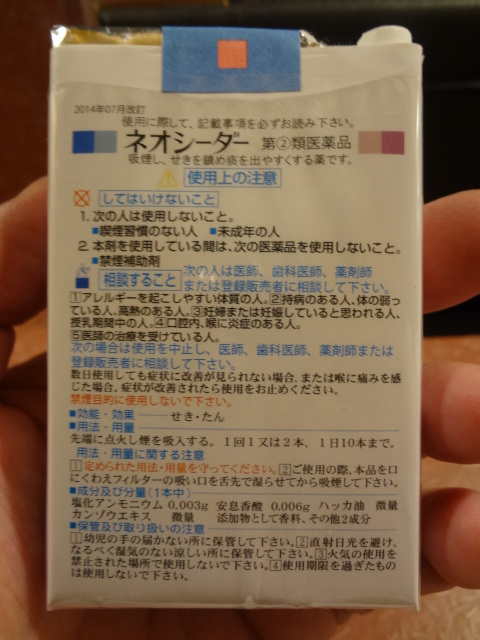 2014年07月改訂
使用に際して、記載事項を必ずお読み下さい。
ネオシーダー 第②類医薬品
吸煙し、せきを鎮め痰を出やすくする薬です。
使用上の注意
してはいけないこと
1. 次の人は使用しないこと。
■喫煙習慣のない人 ■未成年の人
2. 本剤を使用している間は、次の医薬品を使用しないこと。
■禁煙補助剤
相談すること 次の人は医師、歯科医師、薬剤師
または登録販売者に相談して下さい。
1アレルギーを起こしやすい体質の人。2持病のある人、体の弱っ
ている人、高熱のある人。3妊婦または妊娠していると思われる人、
授乳期間中の人。4口腔内、喉に炎症のある人。
5医師の治療を受けている人。
次の場合は使用を中止し、医師、歯科医師、薬剤師または
登録販売者に相談して下さい。
数日使用しても症状に改善が見られない場合、または喉に痛みを感
じた場合。症状が改善されたら使用をお止めください。
禁煙目的に使用しないで下さい。
■効能・効果 ―― せき・たん
■用法・用量
先端に点火し煙を吸入する。 1回1又は2本、1日10本まで。
用法・用量に関する注意
1定められた用法・用量を守ってください。2ご使用の際、本品を口
にくわえフィルターの吸い口を舌先で湿らせてから吸煙して下さい。
■成分及び分量(1本中)
塩化アンモニウム 0.003g 安息香酸 0.006g ハッカ油 微量
カンゾウエキス 微量 添加物として香料、その他2成分
■保管及び取り扱いの注意
1幼児の手の届かない所に保管して下さい。2直射日光を避け、
なるべく湿気のない涼しい所に保管して下さい。3火気の使用を
禁止された場所で使用しないで下さい。4使用期限を過ぎたもの
は使用しないで下さい。